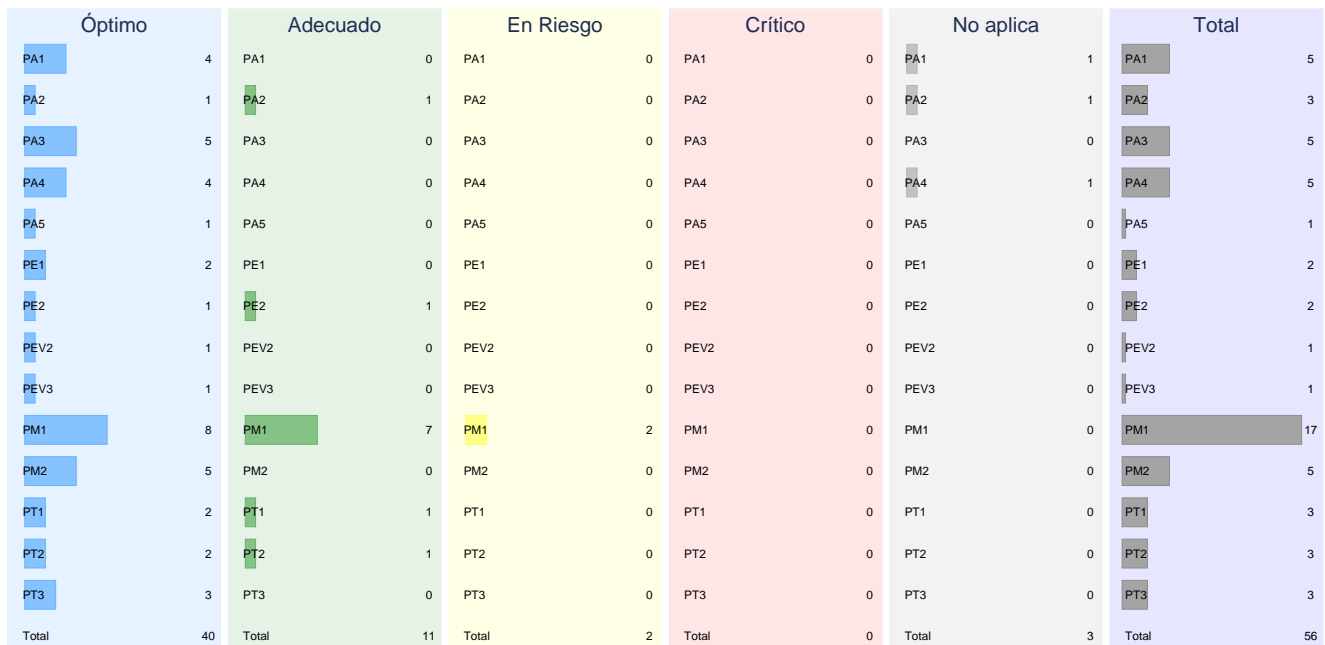 Óptimo Adecuado En Riesgo Crítico No aplica Total
PA1 4 PA1 0 PA1 0 PA1 0 PA1 1 PA1 5
PA2 1 PA2 1 PA2 0 PA2 0 PA2 1 PA2 3
PA3 5 PA3 0 PA3 0 PA3 0 PA3 0 PA3 5
PA4 4 PA4 0 PA4 0 PA4 0 PA4 1 PA4 5
PA5 1 PA5 0 PA5 0 PA5 0 PA5 0 PA5 1
PE1 2 PE1 0 PE1 0 PE1 0 PE1 0 PE1 2
PE2 1 PE2 1 PE2 0 PE2 0 PE2 0 PE2 2
PEV2 1 PEV2 0 PEV2 0 PEV2 0 PEV2 0 PEV2 1
PEV3 1 PEV3 0 PEV3 0 PEV3 0 PEV3 0 PEV3 1
PM1 8 PM1 7 PM1 2 PM1 0 PM1 0 PM1 17
PM2 5 PM2 0 PM2 0 PM2 0 PM2 0 PM2 5
PT1 2 PT1 1 PT1 0 PT1 0 PT1 0 PT1 3
PT2 2 PT2 1 PT2 0 PT2 0 PT2 0 PT2 3
PT3 3 PT3 0 PT3 0 PT3 0 PT3 0 PT3 3
Total 40 Total 11 Total 2 Total 0 Total 3 Total 56